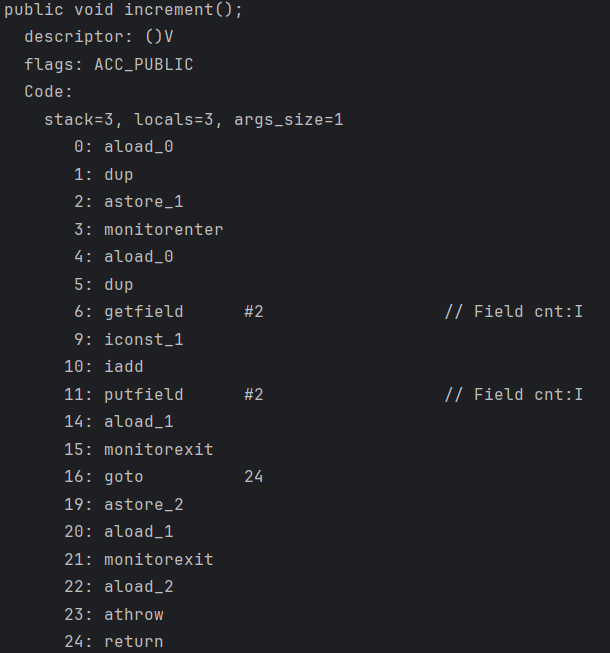 public void increment();
  descriptor: ()V
  flags: ACC_PUBLIC
  Code:
    stack=3, locals=3, args_size=1
       0: aload_0
       1: dup
       2: astore_1
       3: monitorenter
       4: aload_0
       5: dup
       6: getfield      #2                  // Field cnt:I
       9: iconst_1
      10: iadd
      11: putfield      #2                  // Field cnt:I
      14: aload_1
      15: monitorexit
      16: goto          24
      19: astore_2
      20: aload_1
      21: monitorexit
      22: aload_2
      23: athrow
      24: return